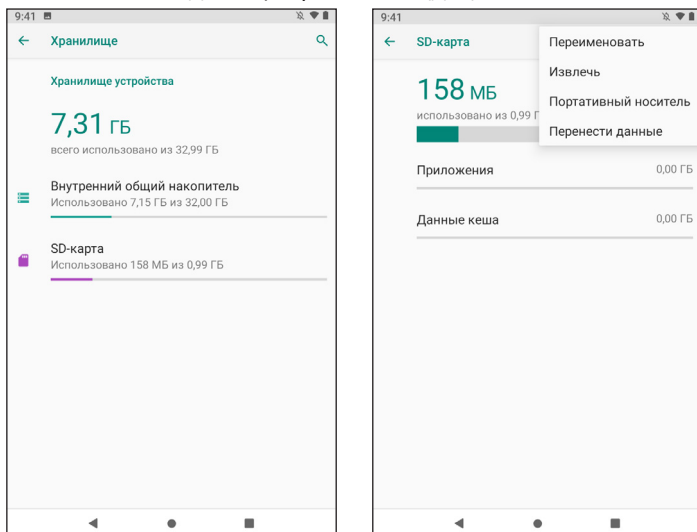 9:41
Хранилище
Хранилище устройства
7,31 ГБ
всего использовано из 32,99 ГБ
Внутренний общий накопитель
Использовано 7,15 ГБ из 32,00 ГБ
SD-карта
Использовано 158 МБ из 0,99 ГБ
9:41
SD-карта
Переименовать
Извлечь
Портативный носитель
Перенести данные
158 МБ
использовано из 0,99 Г
Приложения 0,00 ГБ
Данные кеша 0,00 ГБ